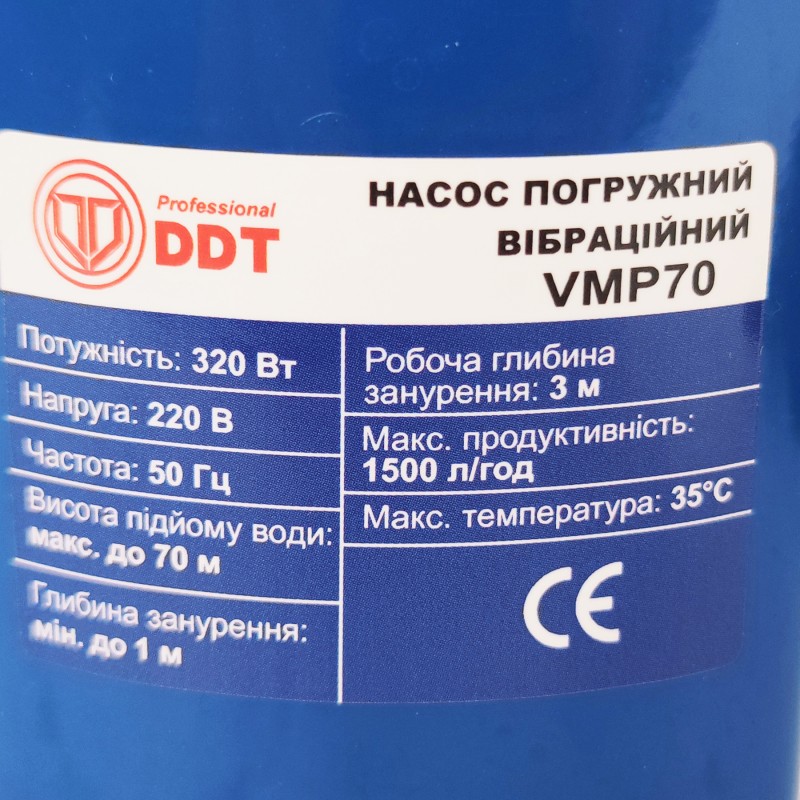 Professional
DDT
НАСОС ПОГРУЖНИЙ
ВІБРАЦІЙНИЙ
VMP70
Потужність: 320 Вт
Напруга: 220 В
Частота: 50 Гц
Висота підйому води:
макс. до 70 м
Глибина занурення:
мін. до 1 м
Робоча глибина
занурення: 3 м
Макс. продуктивність:
1500 л/год
Макс. температура: 35°С
CE